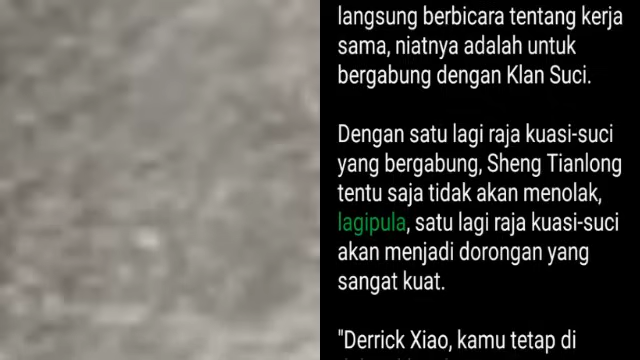 langsung berbicara tentang kerja
sama, niatnya adalah untuk
bergabung dengan Klan Suci.
Dengan satu lagi raja kuasi-suci
yang bergabung, Sheng Tianlong
tentu saja tidak akan menolak,
lagipula, satu lagi raja kuasi-suci
akan menjadi dorongan yang
sangat kuat.
"Derrick Xiao, kamu tetap di